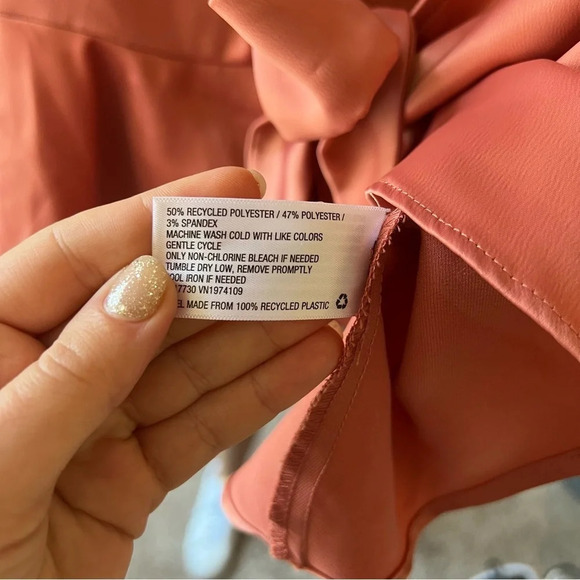 50% RECYCLED POLYESTER / 47% POLYESTER /
3% SPANDEX
MACHINE WASH COLD WITH LIKE COLORS
GENTLE CYCLE
ONLY NON-CHLORINE BLEACH IF NEEDED
TUMBLE DRY LOW, REMOVE PROMPTLY
IRON IF NEEDED
VN1974109
MADE FROM 100% RECYCLED PLASTIC